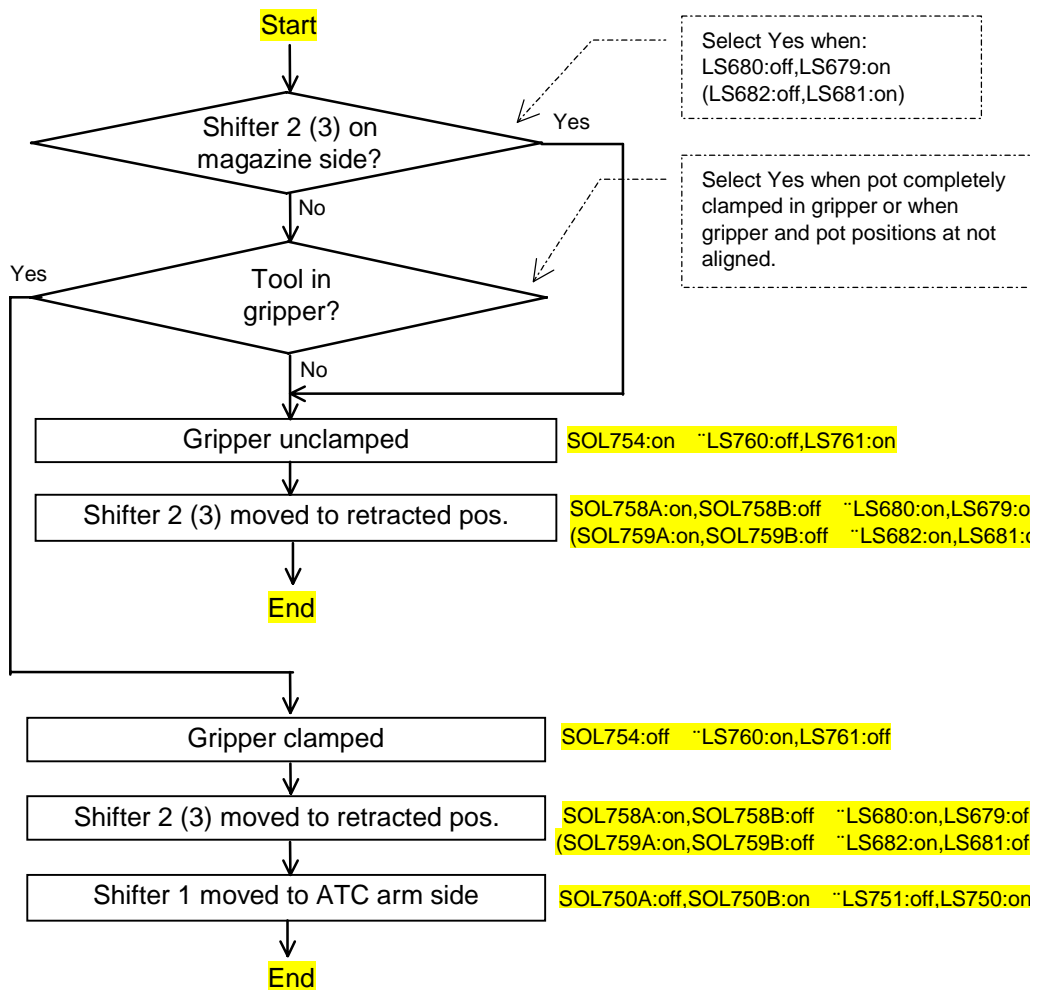 Start
Select Yes when:
LS680:off,LS679:on
(LS682:off,LS681:on)
Shifter 2 (3) on
magazine side?
Yes
Select Yes when pot completely
clamped in gripper or when
gripper and pot positions at not
aligned.
No
Yes
Tool in
gripper?
No
Gripper unclamped
SOL754:on ¨LS760:off,LS761:on
Shifter 2 (3) moved to retracted pos.
SOL758A:on,SOL758B:off ¨LS680:on,LS679:o
(SOL759A:on,SOL759B:off ¨LS682:on,LS681:
End
Gripper clamped
SOL754:off ¨LS760:on,LS761:off
Shifter 2 (3) moved to retracted pos.
SOL758A:on,SOL758B:off ¨LS680:on,LS679:of
(SOL759A:on,SOL759B:off ¨LS682:on,LS681:of
Shifter 1 moved to ATC arm side
SOL750A:off,SOL750B:on ¨LS751:off,LS750:on
End